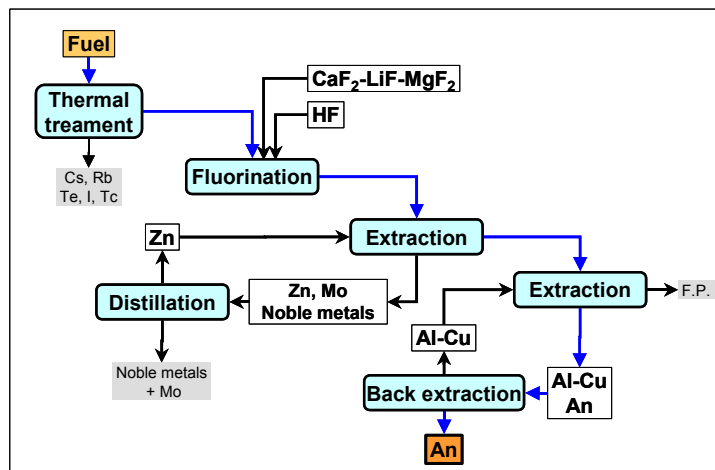 Fuel
CaF₂-LiF-MgF₂
Thermal
treament
HF
Cs, Rb
Te, I, Tc
Fluorination
Zn
Extraction
Zn, Mo
Noble metals
Distillation
Extraction
F.P.
Al-Cu
Noble metals
+ Mo
Back extraction
Al-Cu
An
An